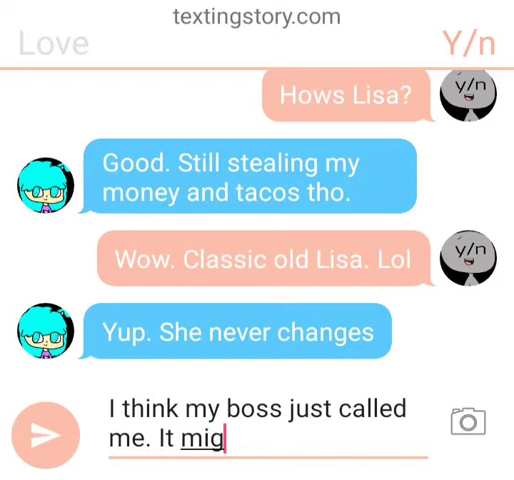 textingstory.com
Love
Y/n
Hows Lisa?
y/n
Good. Still stealing my
money and tacos tho.
Wow. Classic old Lisa. Lol
y/n
Yup. She never changes
I think my boss just called
me. It mig